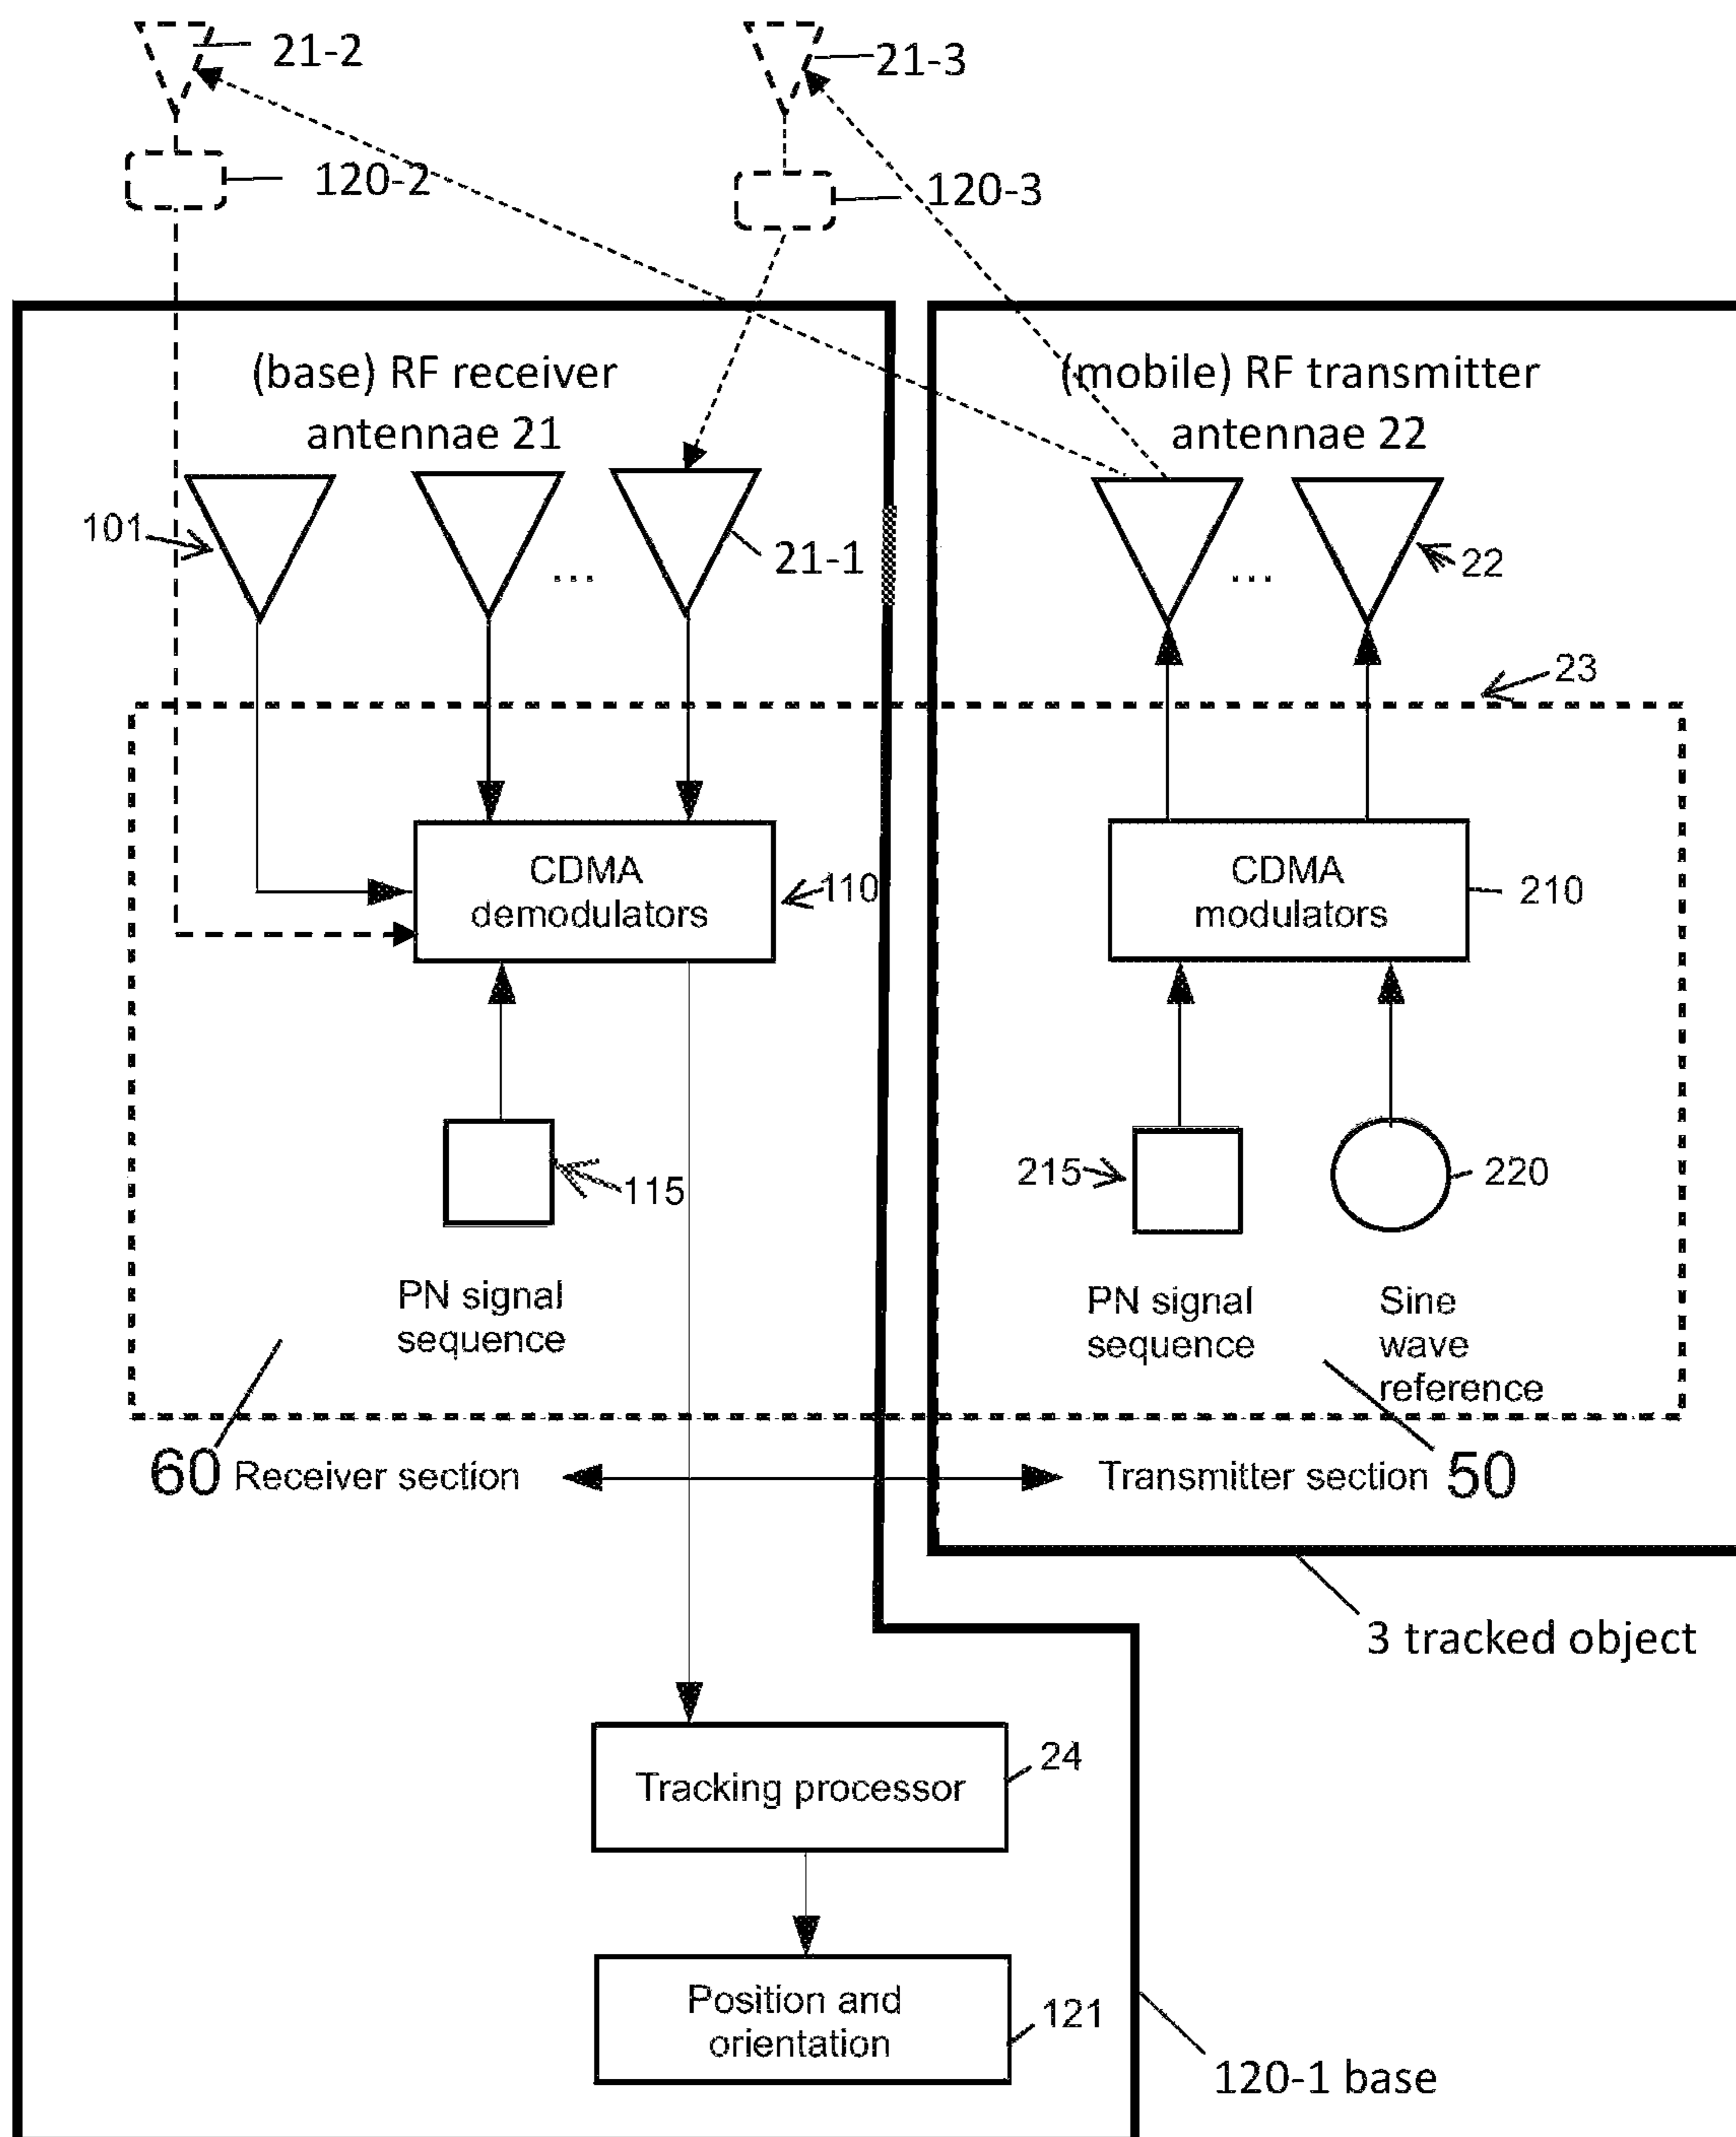 21-2
21-3
120-2
120-3
(base) RF receiver
antennae 21
(mobile) RF transmitter
antennae 22
101
...
21-1
...
22
23
CDMA
demodulators
110
CDMA
modulators
210
115
215
220
PN signal
sequence
PN signal
sequence
Sine
wave
reference
60 Receiver section
Transmitter section 50
3 tracked object
Tracking processor
24
Position and
orientation
121
120-1 base